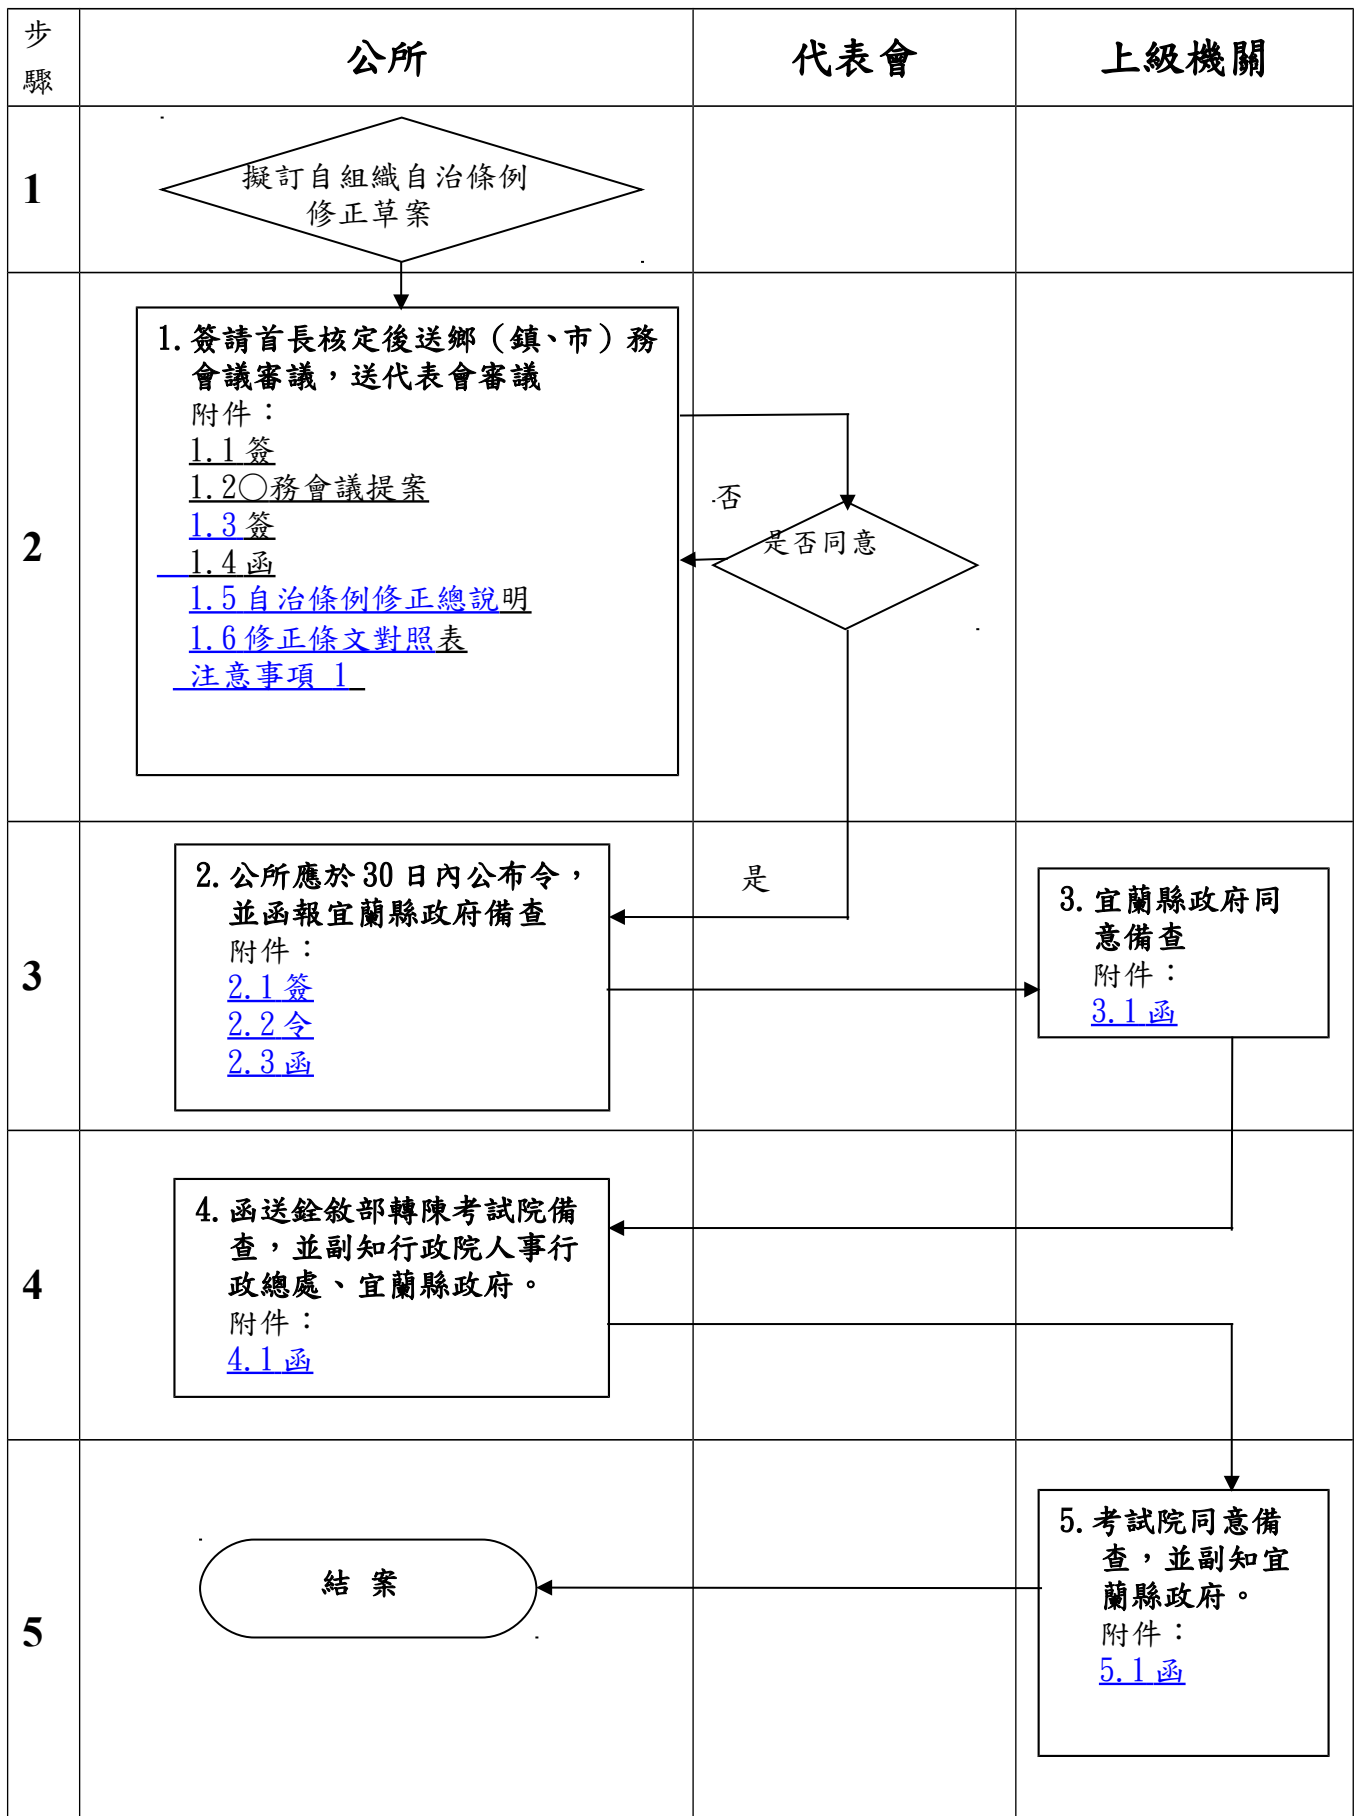 步
驟
公所
代表會
上級機關
1
擬訂自組織自治條例
修正草案
2
1.簽請首長核定後送鄉（鎮、市）務
會議審議，送代表會審議
附件：
1.1簽
1.2○務會議提案
1.3簽
1.4函
1.5自治條例修正總說明
1.6修正條文對照表
注意事項 1
否
是否同意
3
2.公所應於30日內公布令，
並函報宜蘭縣政府備查
附件：
2.1簽
2.2令
2.3函
是
3.宜蘭縣政府同
意備查
附件：
3.1函
4
4.函送銓敘部轉陳考試院備
查，並副知行政院人事行
政總處、宜蘭縣政府。
附件：
4.1函
5
結 案
5.考試院同意備
查，並副知宜
蘭縣政府。
附件：
5.1函